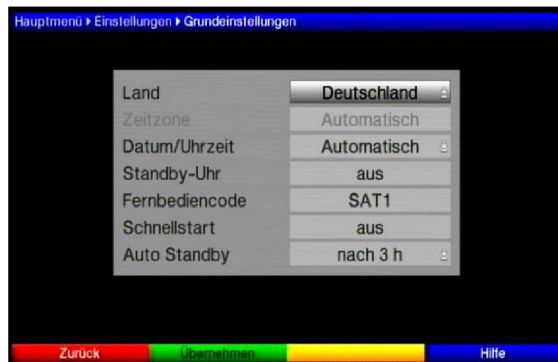 Hauptmenü ▸ Einstellungen ▸ Grundeinstellungen
Land Deutschland
Zeitzone Automatisch
Datum/Uhrzeit Automatisch
Standby-Uhr aus
Fernbediencode SAT1
Schnellstart aus
Auto Standby nach 3 h
Zurück Übernehmen Hilfe